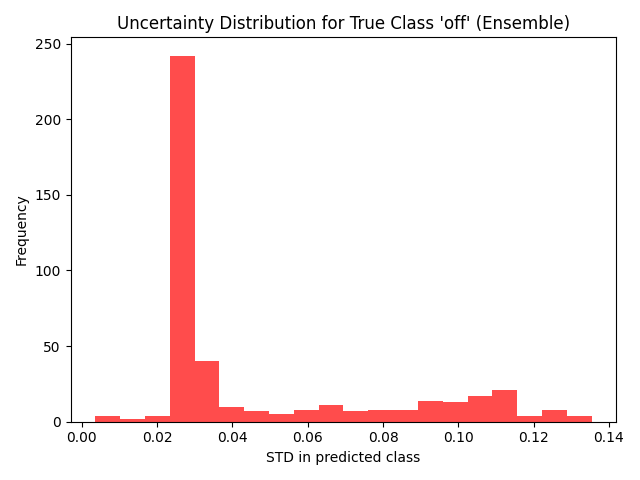 Uncertainty Distribution for True Class 'off' (Ensemble)
250
200
150
100
50
0
Frequency
0.00 0.02 0.04 0.06 0.08 0.10 0.12 0.14
STD in predicted class